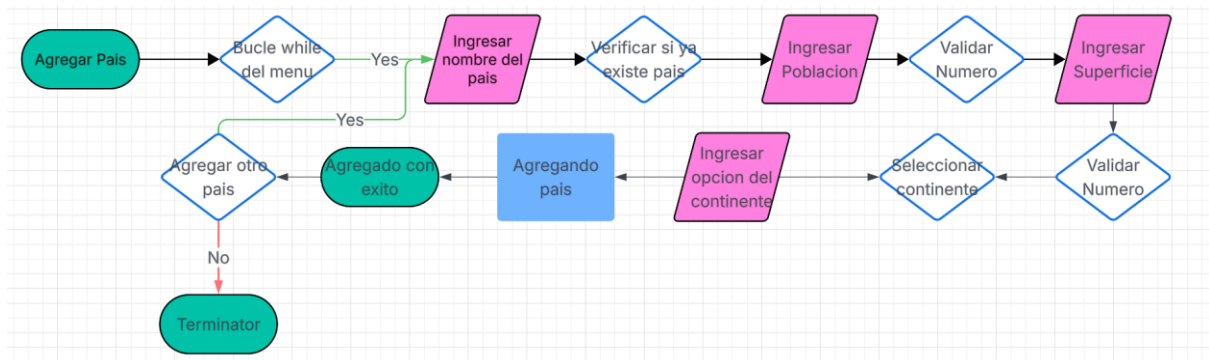 Agregar Pais
Bucle while
del menu
Yes
Ingresar
nombre del
pais
Verificar si ya
existe pais
Ingresar
Poblacion
Validar
Numero
Ingresar
Superficie
Yes
Agregar otro
pais
Agregado con
exito
Agregando
pais
Ingresar
opcion del
continente
Seleccionar
continente
Validar
Numero
No
Terminator